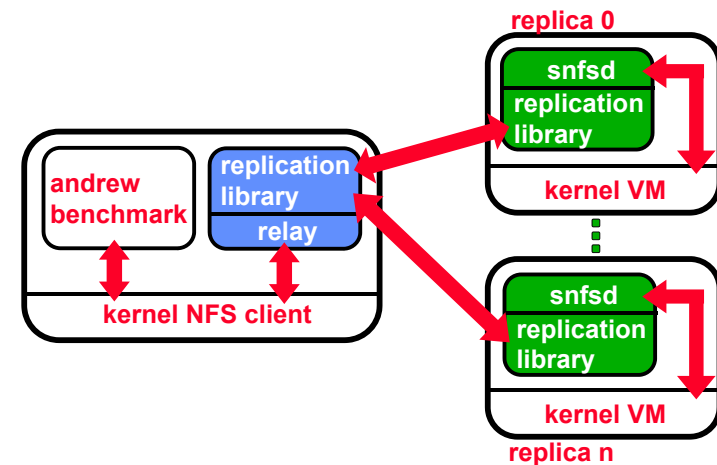 replica 0
snfsd
replication
library
kernel VM
andrew
benchmark
replication
library
relay
kernel NFS client
snfsd
replication
library
kernel VM
replica n